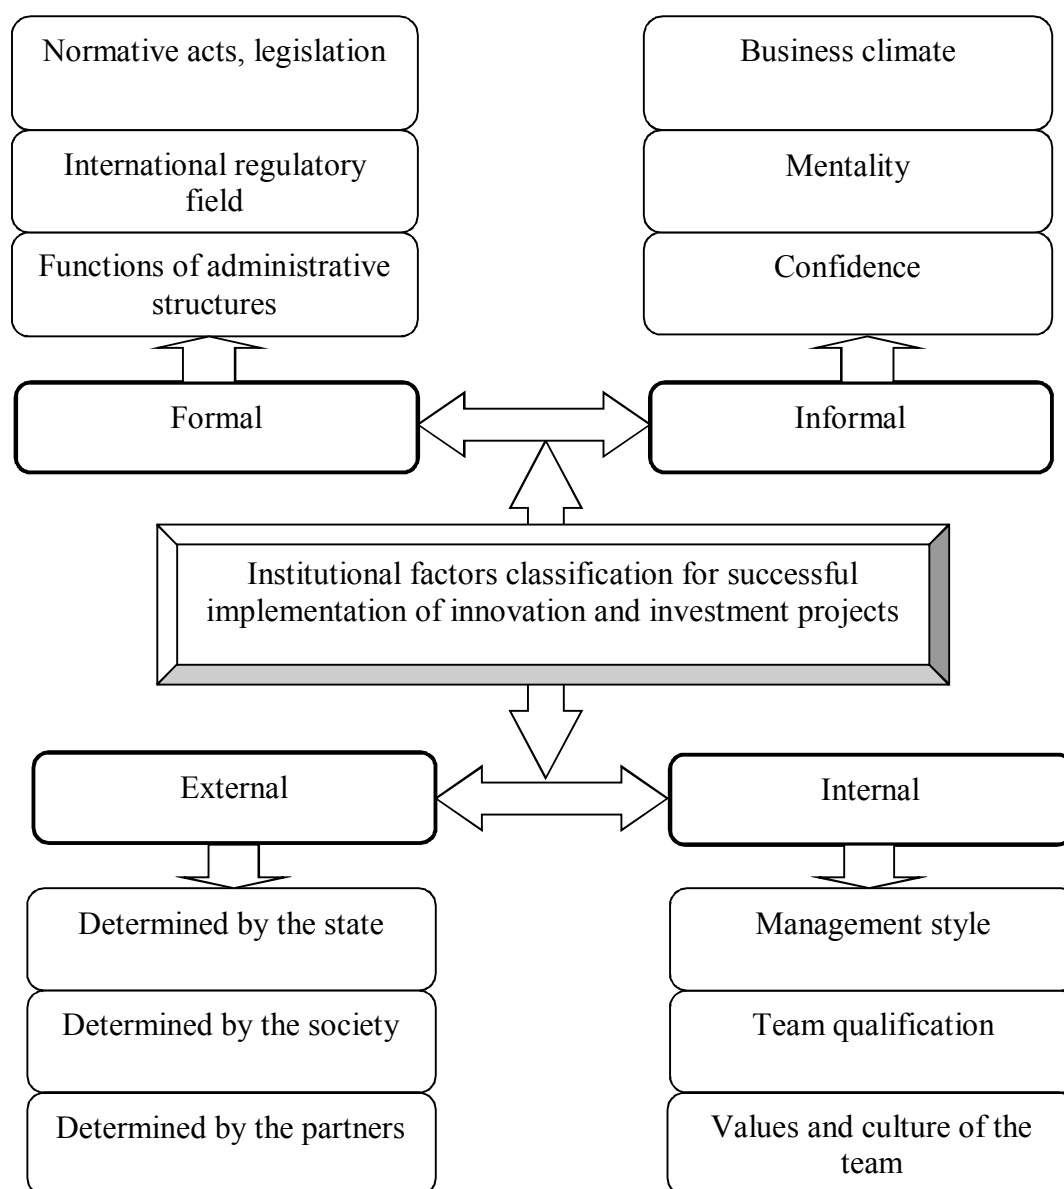 Normative acts, legislation
International regulatory
field
Functions of administrative
structures
Business climate
Mentality
Confidence
Formal
Informal
Institutional factors classification for successful
implementation of innovation and investment projects
External
Internal
Determined by the state
Determined by the society
Determined by the partners
Management style
Team qualification
Values and culture of the
team